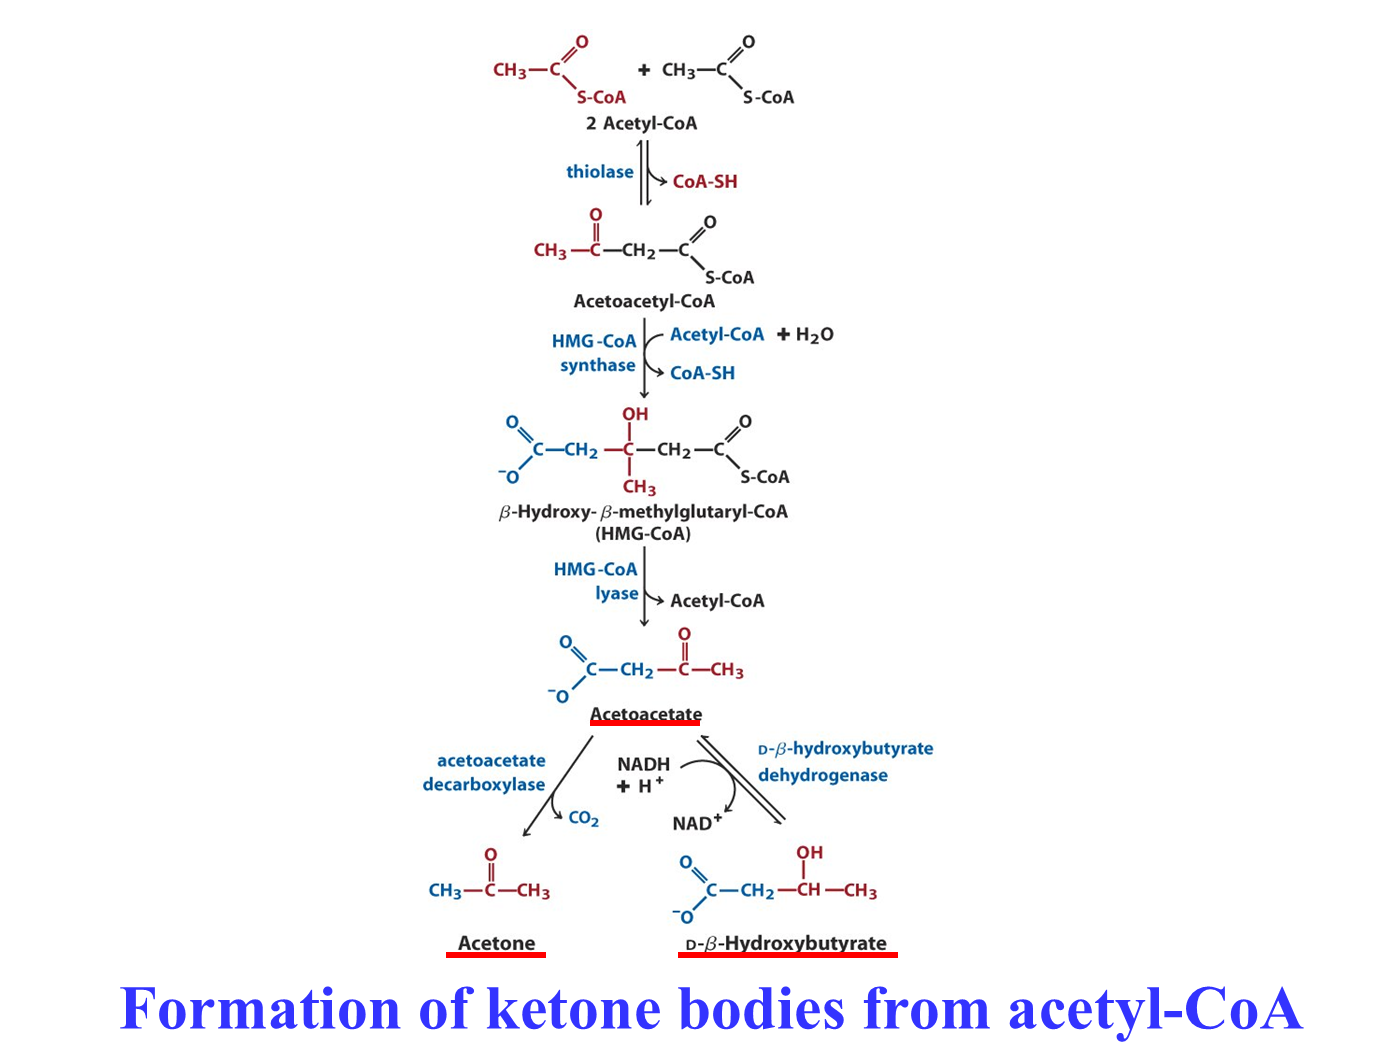 O O
CH3—C + CH3—C
S-CoA S-CoA
2 Acetyl-CoA
thiolase
CoA-SH
O O
CH3—C—CH2—C
S-CoA
Acetoacetyl-CoA
HMG-CoA synthase
Acetyl-CoA + H2O
CoA-SH
OH
O O
C—CH2—C—CH2—C
⁻O S-CoA
CH3
β-Hydroxy-β-methylglutaryl-CoA
(HMG-CoA)
HMG-CoA
lyase
Acetyl-CoA
O O
C—CH2—C—CH3
⁻O
Acetoacetate
acetoacetate
decarboxylase
CO2
NADH
+ H⁺
NAD⁺
D-β-hydroxybutyrate
dehydrogenase
O
CH3—C—CH3
Acetone
OH
O
C—CH2—CH—CH3
⁻O
D-β-Hydroxybutyrate
Formation of ketone bodies from acetyl-CoA